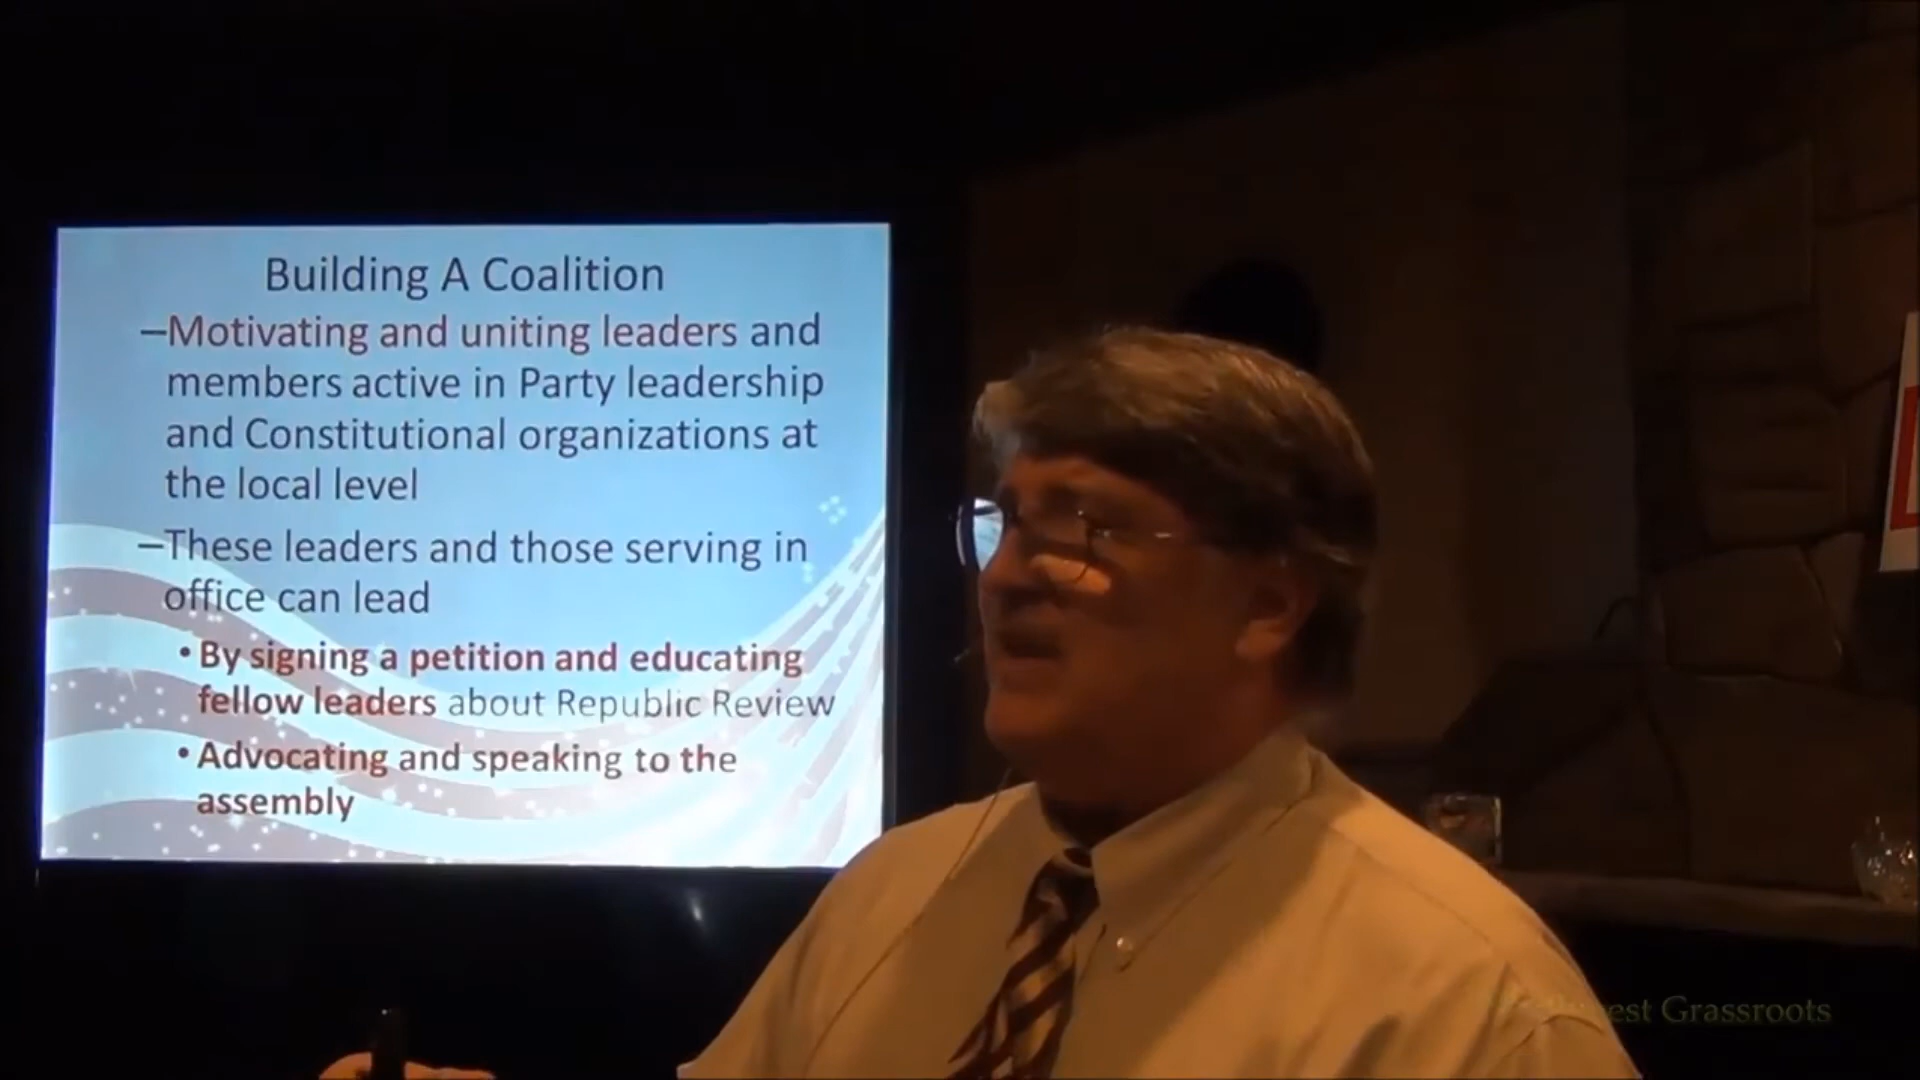 Building A Coalition
–Motivating and uniting leaders and
members active in Party leadership
and Constitutional organizations at
the local level
–These leaders and those serving in
office can lead
• By signing a petition and educating
fellow leaders about Republic Review
• Advocating and speaking to the
assembly
Grassroots